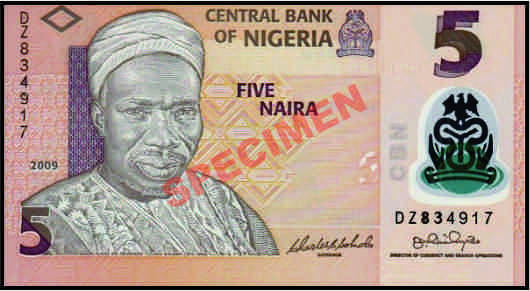 CENTRAL BANK
OF NIGERIA
5
DZ834917
FIVE
NAIRA
SPECIMEN
2009
CBN
DZ834917
5
GOVERNOR
DIRECTOR OF CURRENCY AND BRANCH OPERATIONS